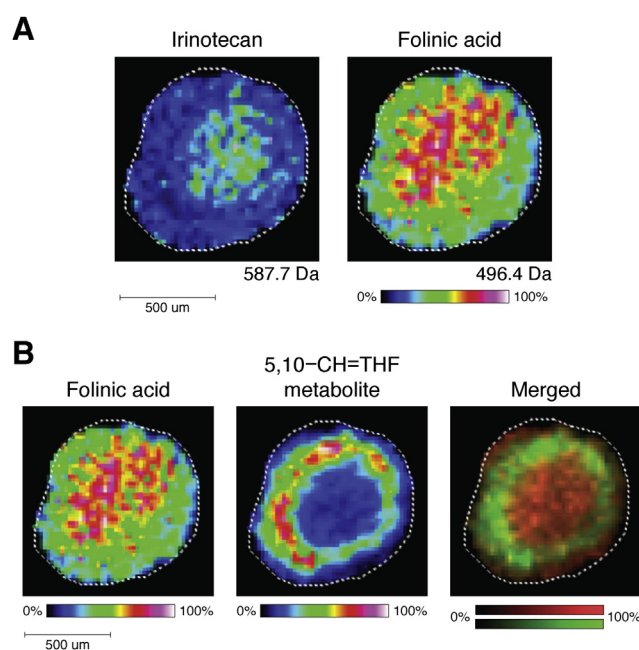 A
Irinotecan
Folinic acid
587.7 Da
496.4 Da
500 um
0%
100%
B
Folinic acid
5,10−CH=THF
metabolite
Merged
0%
100%
0%
100%
0%
100%
500 um